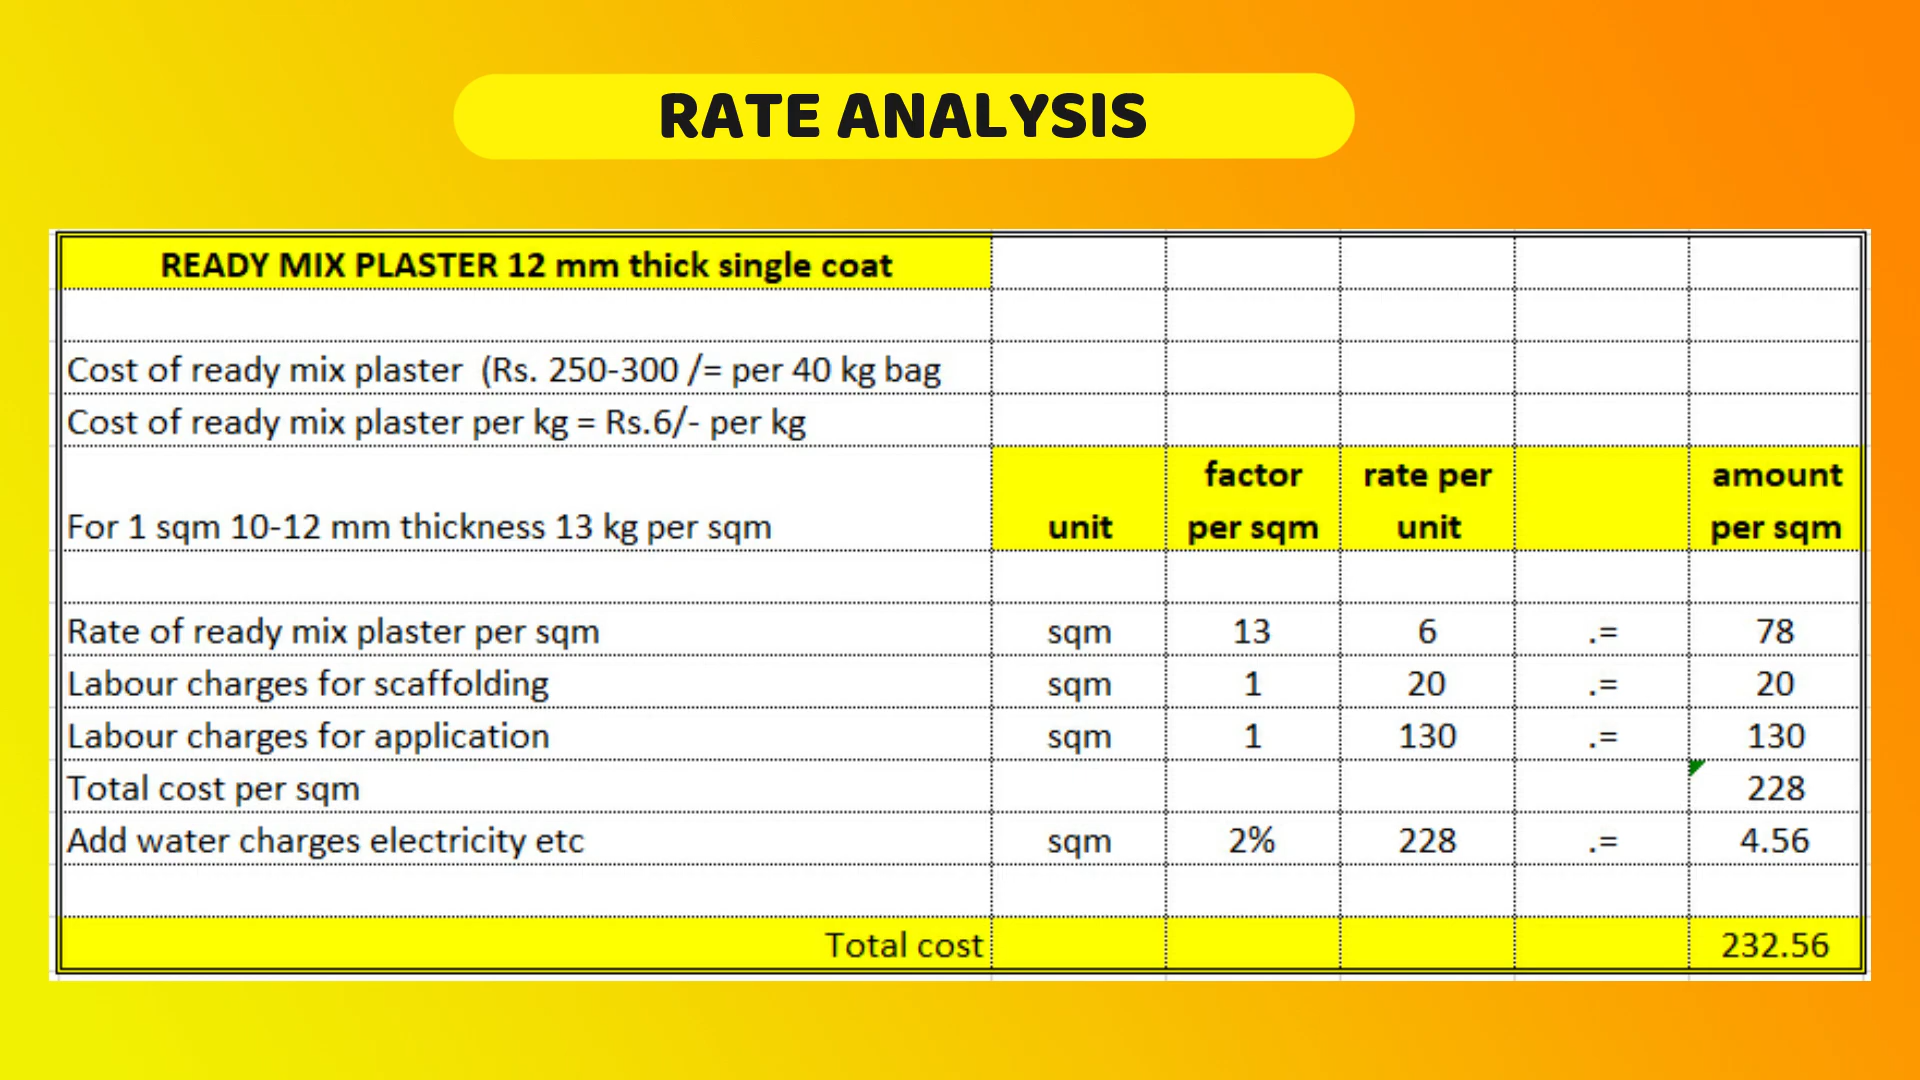 RATE ANALYSIS
READY MIX PLASTER 12 mm thick single coat
Cost of ready mix plaster (Rs. 250-300 /= per 40 kg bag
Cost of ready mix plaster per kg = Rs.6/- per kg
For 1 sqm 10-12 mm thickness 13 kg per sqm unit factor per sqm rate per unit amount per sqm
Rate of ready mix plaster per sqm sqm 13 6 .= 78
Labour charges for scaffolding sqm 1 20 .= 20
Labour charges for application sqm 1 130 .= 130
Total cost per sqm 228
Add water charges electricity etc sqm 2% 228 .= 4.56
Total cost 232.56